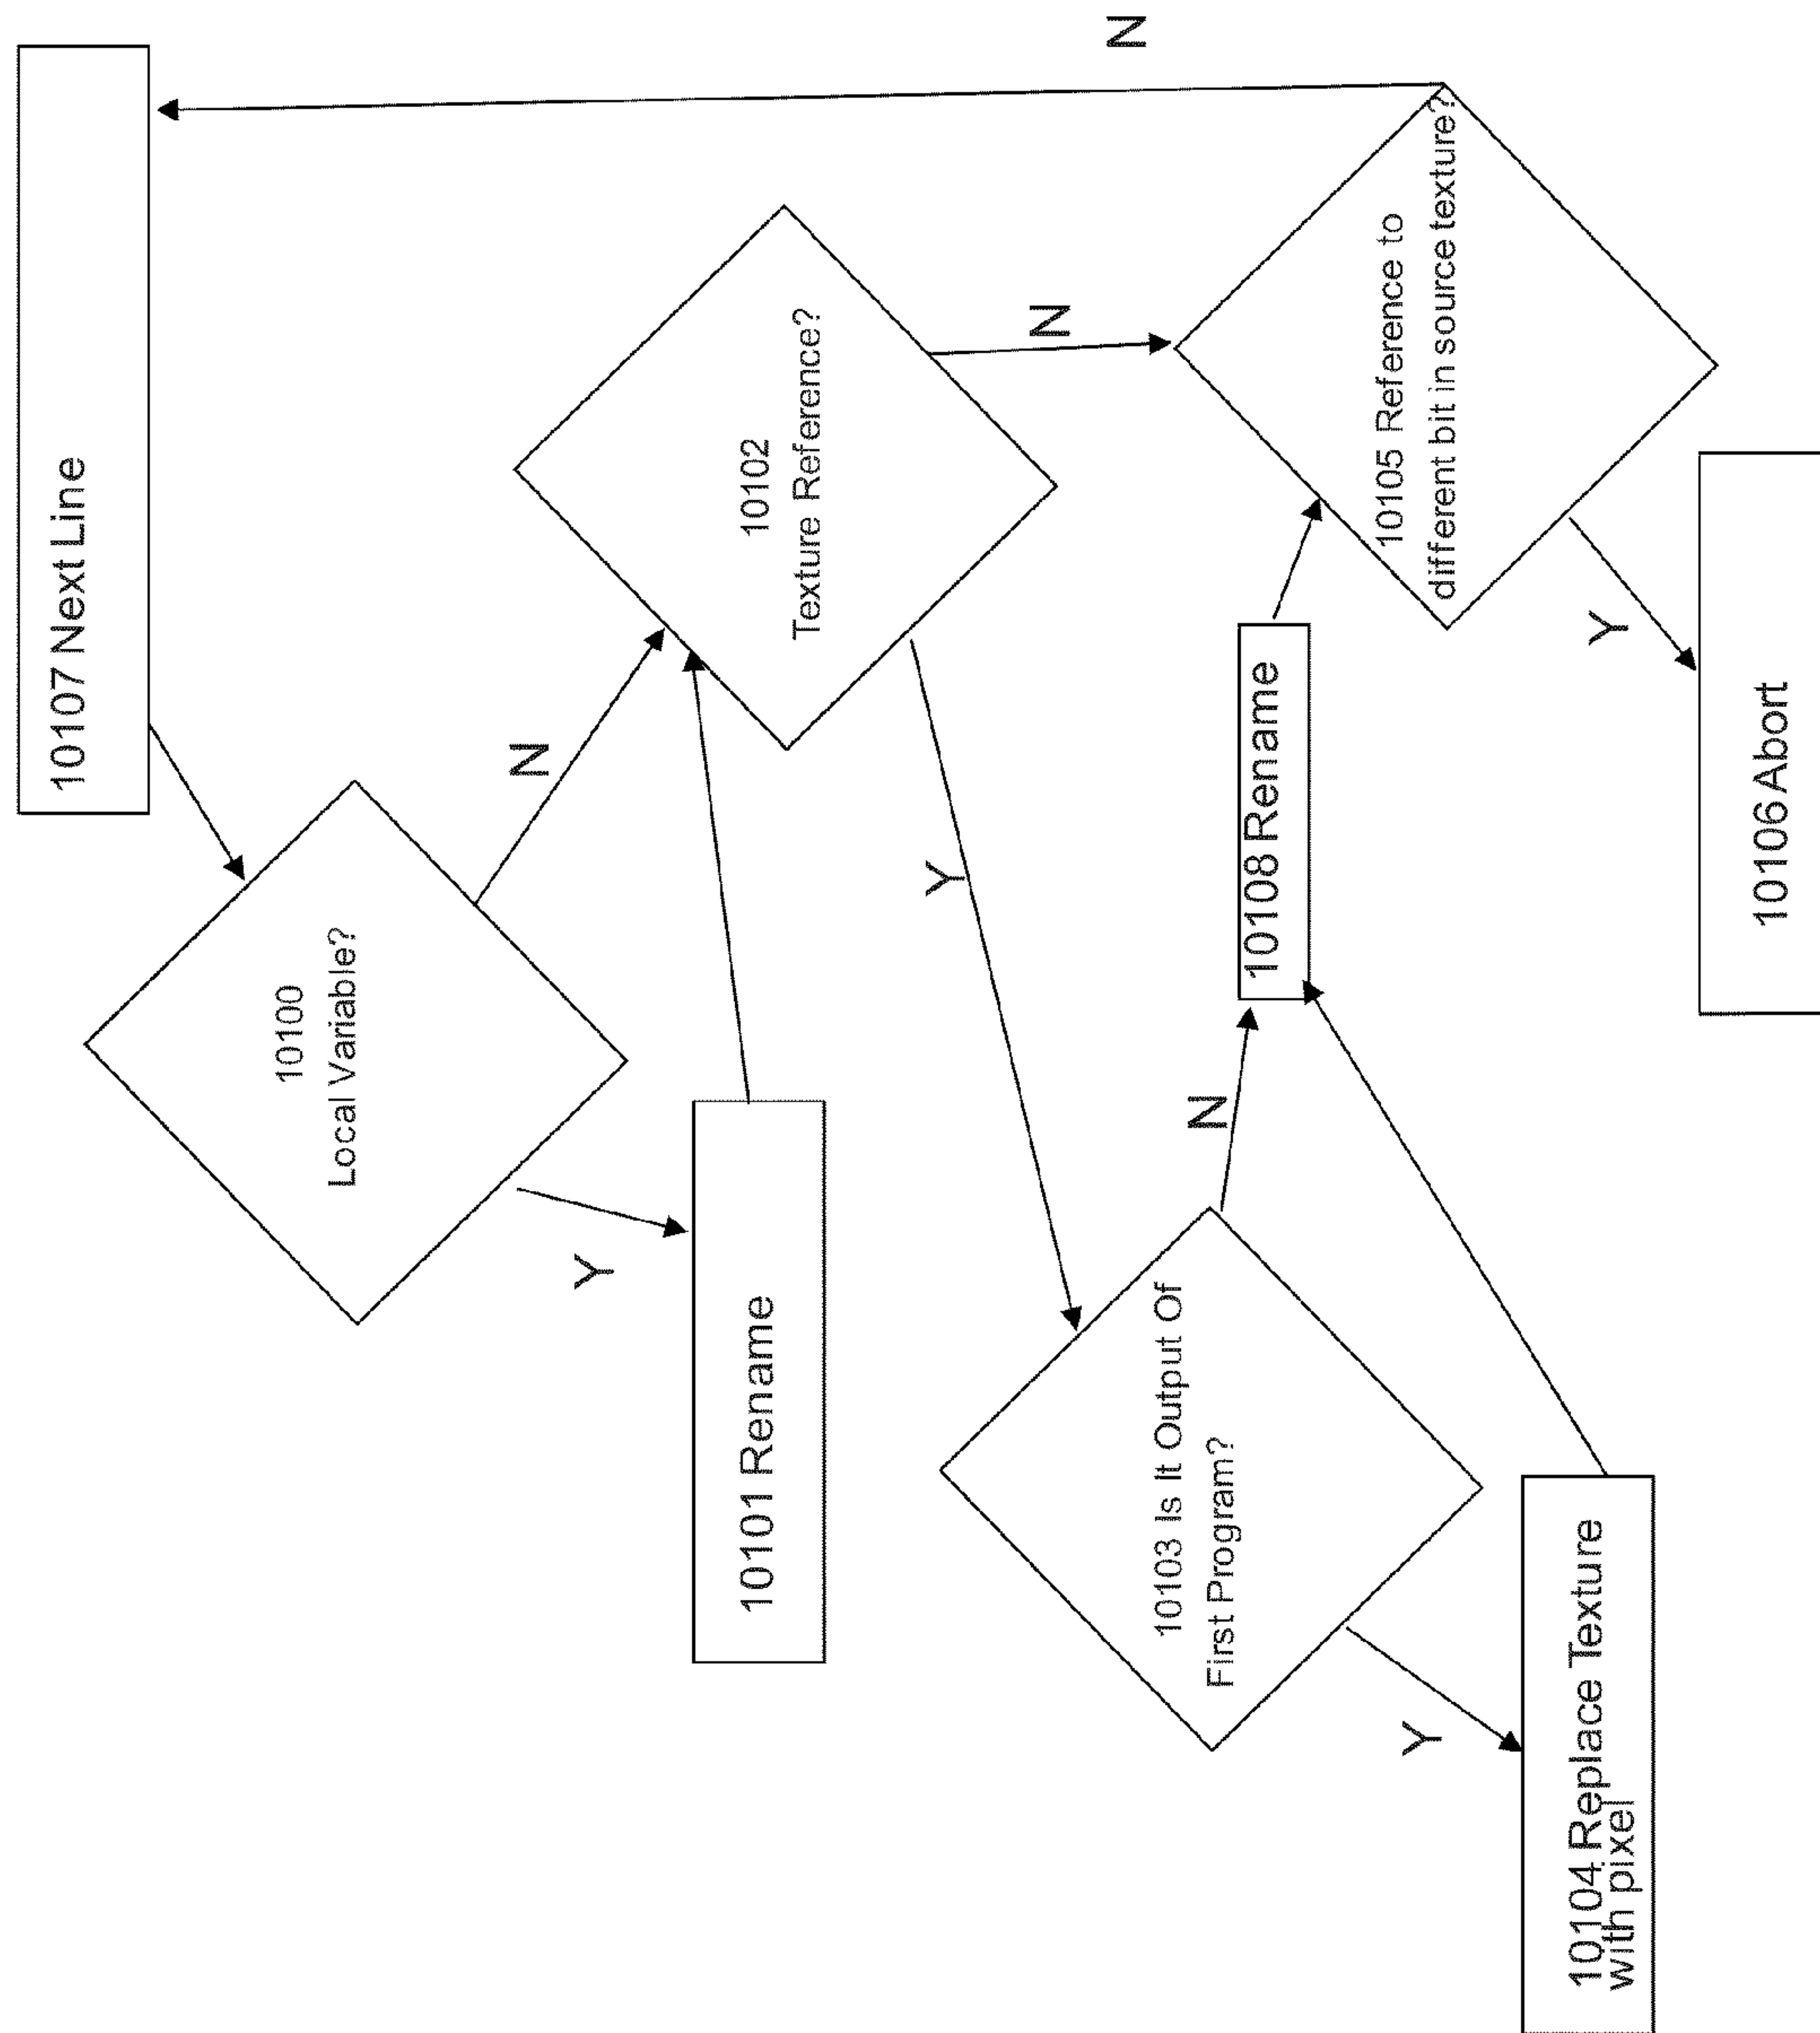 10107 Next Line
10100
Local Variable?
N
Y
10101 Rename
10102
Texture Reference?
N
Y
10103 Is It Output Of
First Program?
N
Y
10104 Replace Texture
with pixel
10108 Rename
10105 Reference to
different bit in source texture?
N
Y
10106 Abort